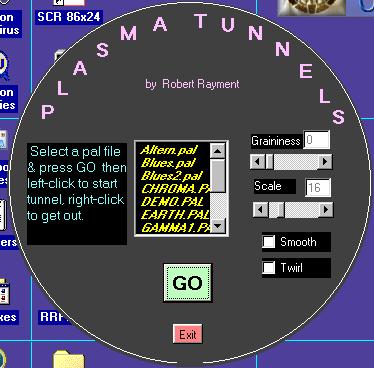 SCR 86x24
PLASMA TUNNELS
by Robert Rayment
Select a pal file
& press GO then
left-click to start
tunnel, right-click
to get out.
Altern.pal
Blues.pal
Blues2.pal
CHROMA.PA
DEMO.PAL
EARTH.PAL
GAMMA1.PA
Graininess 0
Scale 16
Smooth
Twirl
GO
Exit